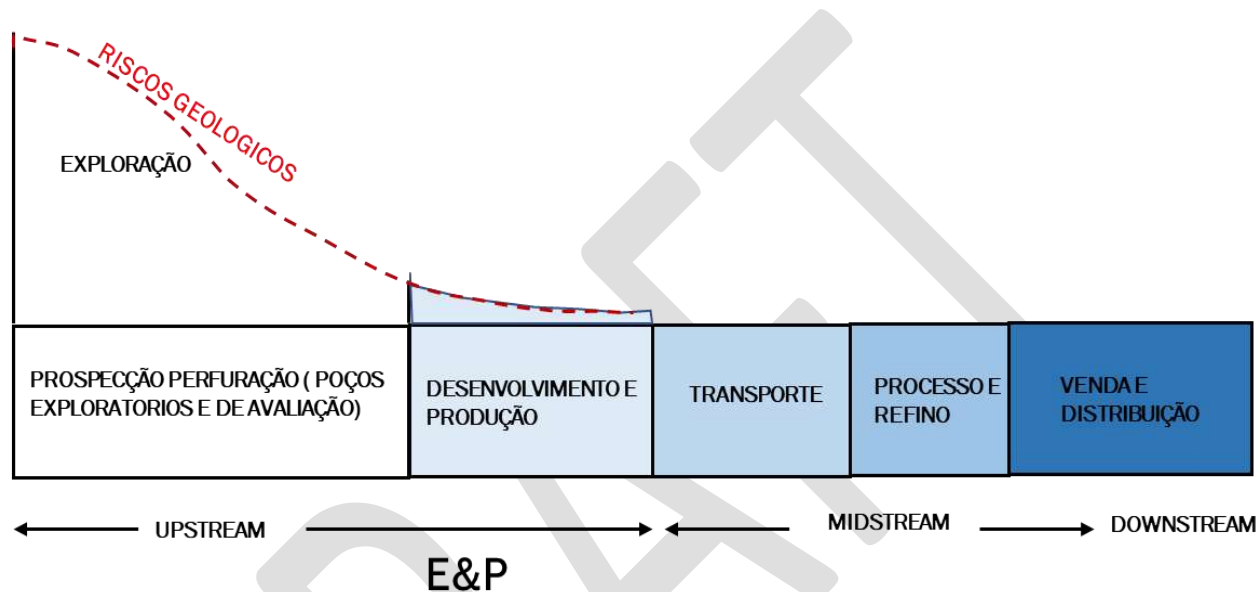 RISCOS GEOLOGICOS
EXPLORAÇÃO
PROSPECÇÃO PERFURAÇÃO ( POÇOS
EXPLORATORIOS E DE AVALIAÇÃO)
DESENVOLVIMENTO E
PRODUÇÃO
TRANSPORTE
PROCESSO E
REFINO
VENDA E
DISTRIBUIÇÃO
UPSTREAM
MIDSTREAM
DOWNSTREAM
E&P